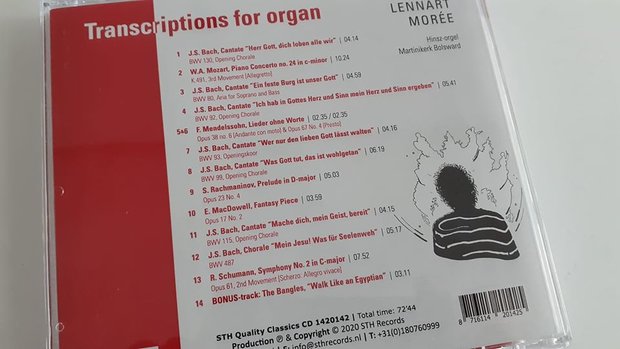 Transcriptions for organ
LENNART
MORÉE
Hinsz-orgel
Martinikerk Bolsward
1 J.S. Bach, Cantate "Herr Gott, dich loben alle wir" | 04:14
BWV 130, Opening Chorale
2 W.A. Mozart, Piano Concerto no. 24 in c-minor | 10.24
K 491, 3rd Movement [Allegretto]
3 J.S. Bach, Cantate "Ein feste Burg ist unser Gott" | 04.59
BWV 80, Aria for Soprano and Bass
4 J.S. Bach, Cantate "Ich hab in Gottes Herz und Sinn mein Herz und Sinn ergeben" | 05.41
BWV 92, Opening Chorale
5+6 F. Mendelssohn, Lieder ohne Worte | 02.35 / 02.35
Opus 38 no. 6 [Andante con moto] & Opus 67 No. 4 [Presto]
7 J.S. Bach, Cantate "Wer nur den lieben Gott lässt walten" | 04.16
BWV 93, Openingskoor
8 J.S. Bach, Cantate "Was Gott tut, das ist wohlgetan" | 06.19
BWV 99, Opening Chorale
9 S. Rachmaninov, Prelude in D-major | 05.03
Opus 23 No. 4
10 E. MacDowell, Fantasy Piece | 03.59
Opus 17 No. 2
11 J.S. Bach, Cantate "Mache dich, mein Geist, bereit" | 04.15
BWV 115, Opening Chorale
12 J.S. Bach, Chorale "Mein Jesu! Was für Seelenweh" | 05.17
BWV 487
13 R. Schumann, Symphony No. 2 in C-major | 07.52
Opus 61, 2nd Movement [Scherzo. Allegro vivace]
14 BONUS-track: The Bangles, "Walk Like an Egyptian" | 03.11
STH Quality Classics CD 1420142 | Total time: 72'44
Production ℗ & Copyright © 2020 STH Records
| E: info@sthrecords.nl | T: +31(0)180760999
8 716114 201425